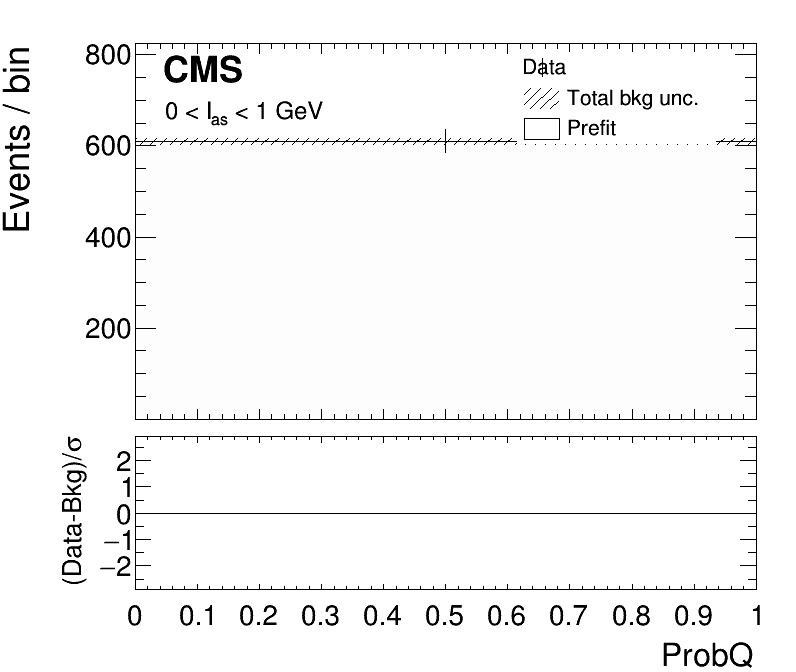 Events / bin
800
600
400
200
CMS
0 < I_as < 1 GeV
Data
Total bkg unc.
Prefit
(Data-Bkg)/σ
2
1
0
−1
−2
0 0.1 0.2 0.3 0.4 0.5 0.6 0.7 0.8 0.9 1
ProbQ